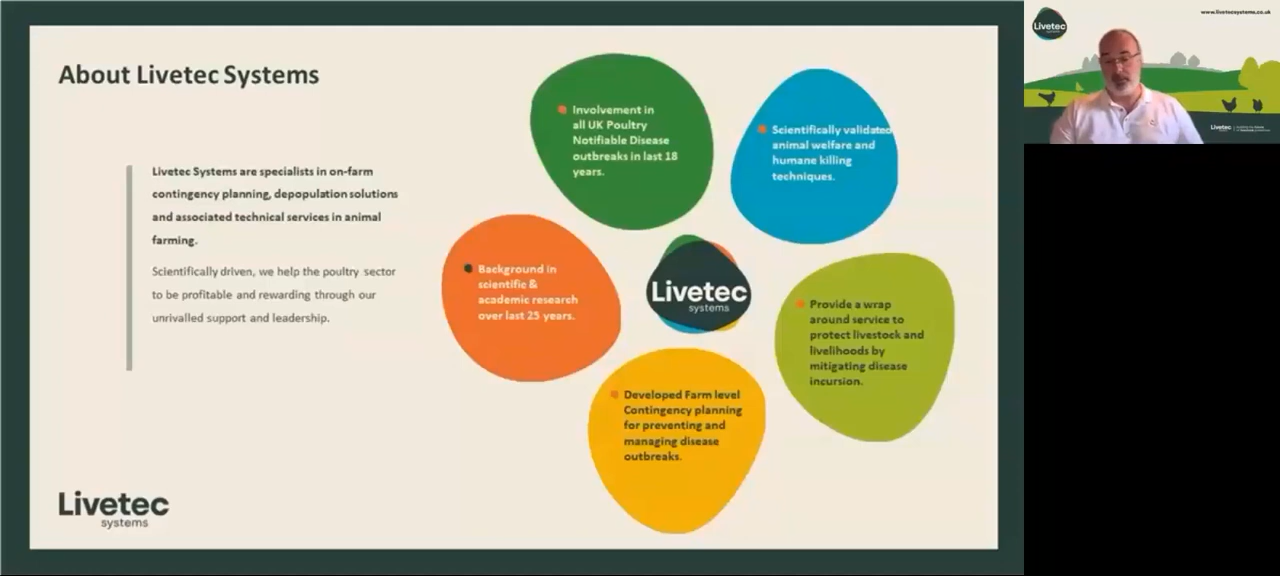 About Livetec Systems
Livetec Systems are specialists in on-farm
contingency planning, depopulation solutions
and associated technical services in animal
farming.
Scientifically driven, we help the poultry sector
to be profitable and rewarding through our
unrivalled support and leadership.
Involvement in
all UK Poultry
Notifiable Disease
outbreaks in last 18
years.
Scientifically validated
animal welfare and
humane killing
techniques.
Background in
scientific &
academic research
over last 25 years.
Livetec
systems
Provide a wrap
around service to
protect livestock and
livelihoods by
mitigating disease
incursion.
Developed Farm level
Contingency planning
for preventing and
managing disease
outbreaks.
Livetec
systems
Livetec
systems
www.livetecsystems.co.uk
Livetec